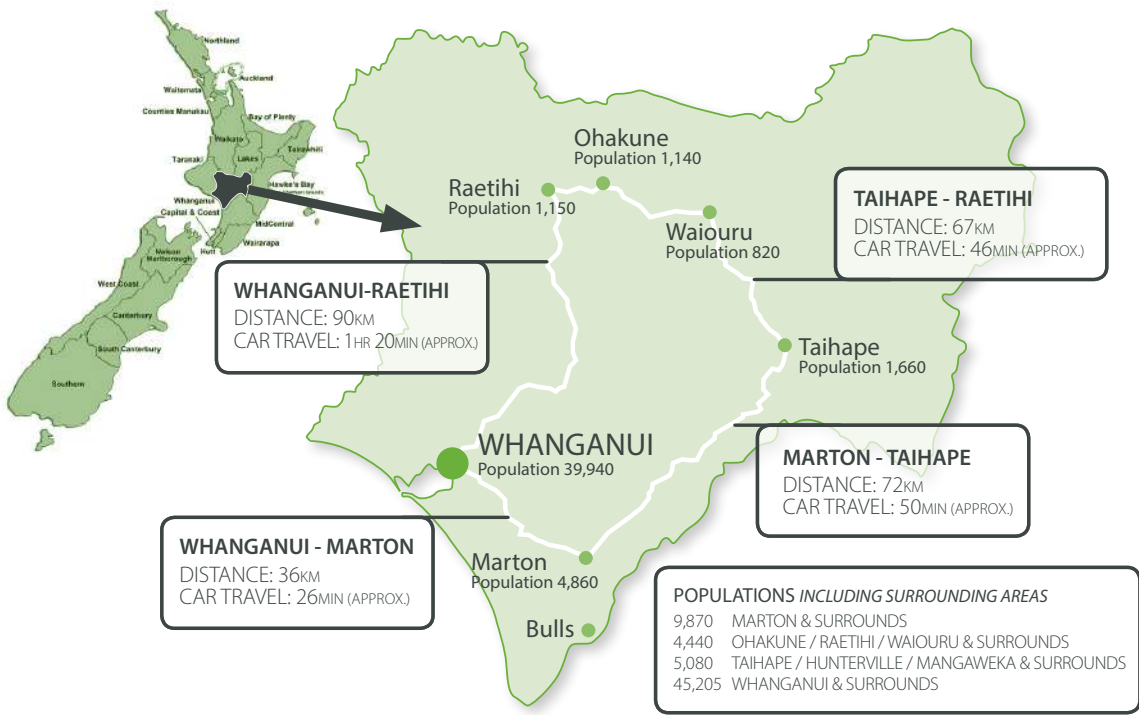 Northland
Auckland
Waitemata
Counties Manukau
Bay of Plenty
Waikato
Tairawhiti
Taranaki
Lakes
Hawke's Bay
Whanganui
Capital & Coast
MidCentral
Hutt
Wairarapa
Nelson
Marlborough
West Coast
Canterbury
South Canterbury
Southern
Ohakune
Population 1,140
Raetihi
Population 1,150
Waiouru
Population 820
TAIHAPE - RAETIHI
DISTANCE: 67KM
CAR TRAVEL: 46MIN (APPROX.)
WHANGANUI-RAETIHI
DISTANCE: 90KM
CAR TRAVEL: 1HR 20MIN (APPROX.)
Taihape
Population 1,660
WHANGANUI
Population 39,940
MARTON - TAIHAPE
DISTANCE: 72KM
CAR TRAVEL: 50MIN (APPROX.)
WHANGANUI - MARTON
DISTANCE: 36KM
CAR TRAVEL: 26MIN (APPROX.)
Marton
Population 4,860
Bulls
POPULATIONS INCLUDING SURROUNDING AREAS
9,870 MARTON & SURROUNDS
4,440 OHAKUNE / RAETIHI / WAIOURU & SURROUNDS
5,080 TAIHAPE / HUNTERVILLE / MANGAWEKA & SURROUNDS
45,205 WHANGANUI & SURROUNDS